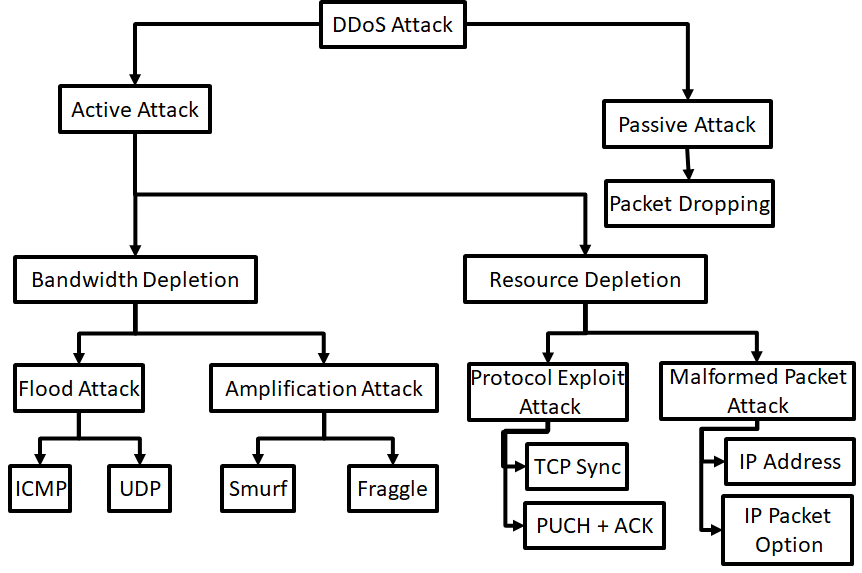 DDoS Attack
Active Attack
Passive Attack
Packet Dropping
Bandwidth Depletion
Resource Depletion
Flood Attack
Amplification Attack
Protocol Exploit
Attack
Malformed Packet
Attack
ICMP
UDP
Smurf
Fraggle
TCP Sync
PUCH + ACK
IP Address
IP Packet
Option